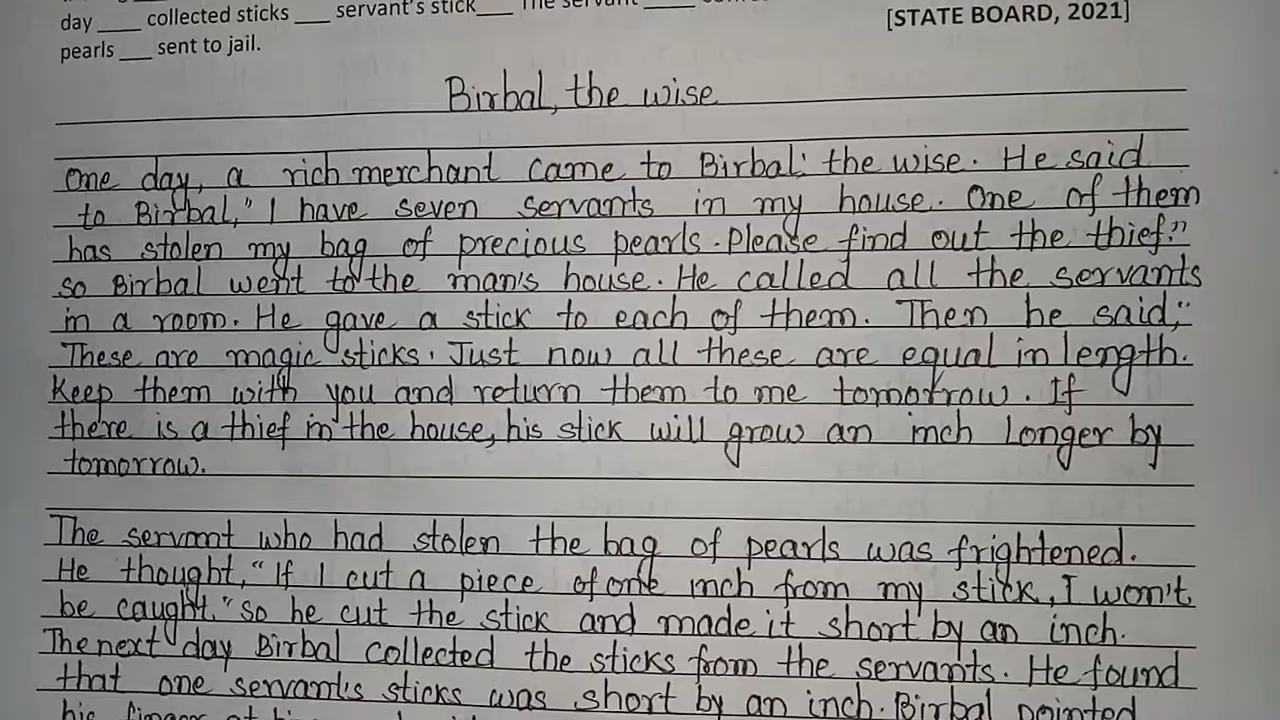 day ____ collected sticks ___ servant's stick___ The servant ____
pearls ___ sent to jail.
[STATE BOARD, 2021]
Birbal, the wise
One day, a rich merchant came to Birbal: the wise. He said
to Birbal," I have seven servants in my house. One of them
has stolen my bag of precious pearls. Please find out the thief."
so Birbal went to the man's house. He called all the servants
in a room. He gave a stick to each of them. Then he said,"
These are magic sticks. Just now all these are equal in length.
Keep them with you and return them to me tomorrow. If
there is a thief in the house, his stick will grow an inch longer by
tomorrow.
The servant who had stolen the bag of pearls was frightened.
He thought, "If I cut a piece of one inch from my stick, I won't
be caught." so he cut the stick and made it short by an inch.
The next day Birbal collected the sticks from the servants. He found
that one servant's sticks was short by an inch. Birbal pointed
his finger at